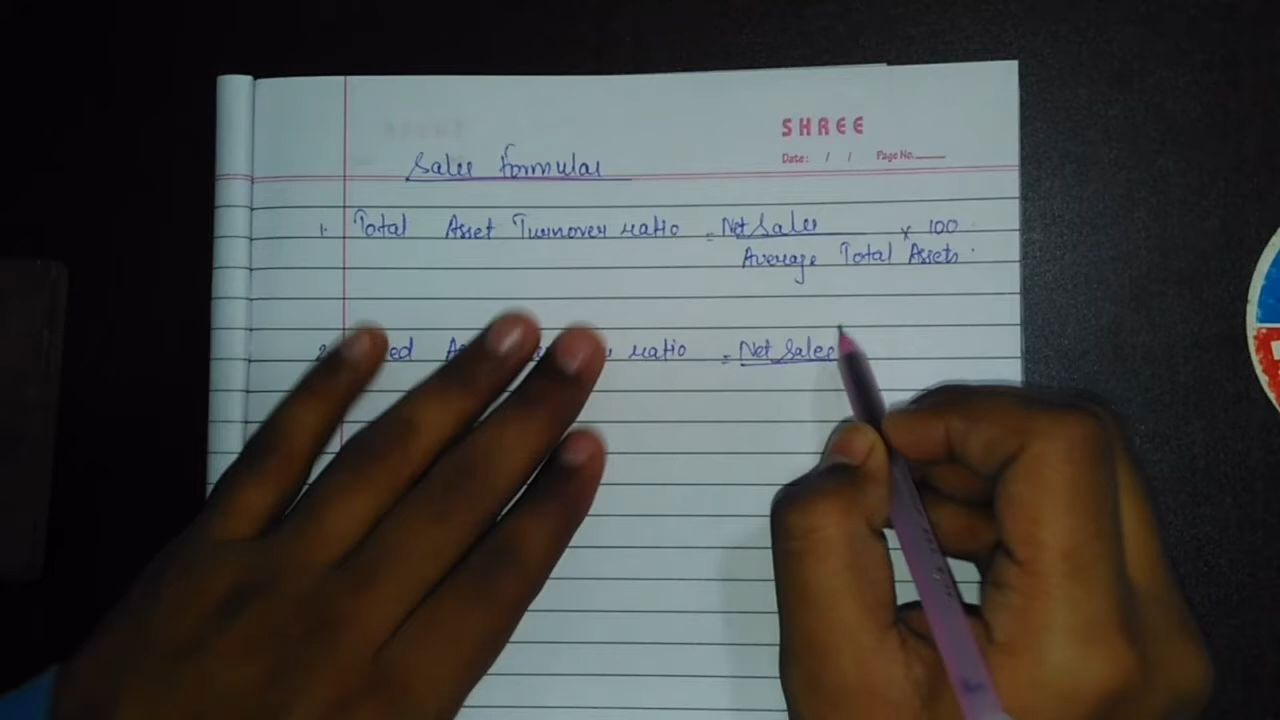 SHREE
Date: / / Page No.
Sales formulas
1. Total Asset Turnover ratio = Net Sales x 100
Average Total Assets.
ratio = Net Sales